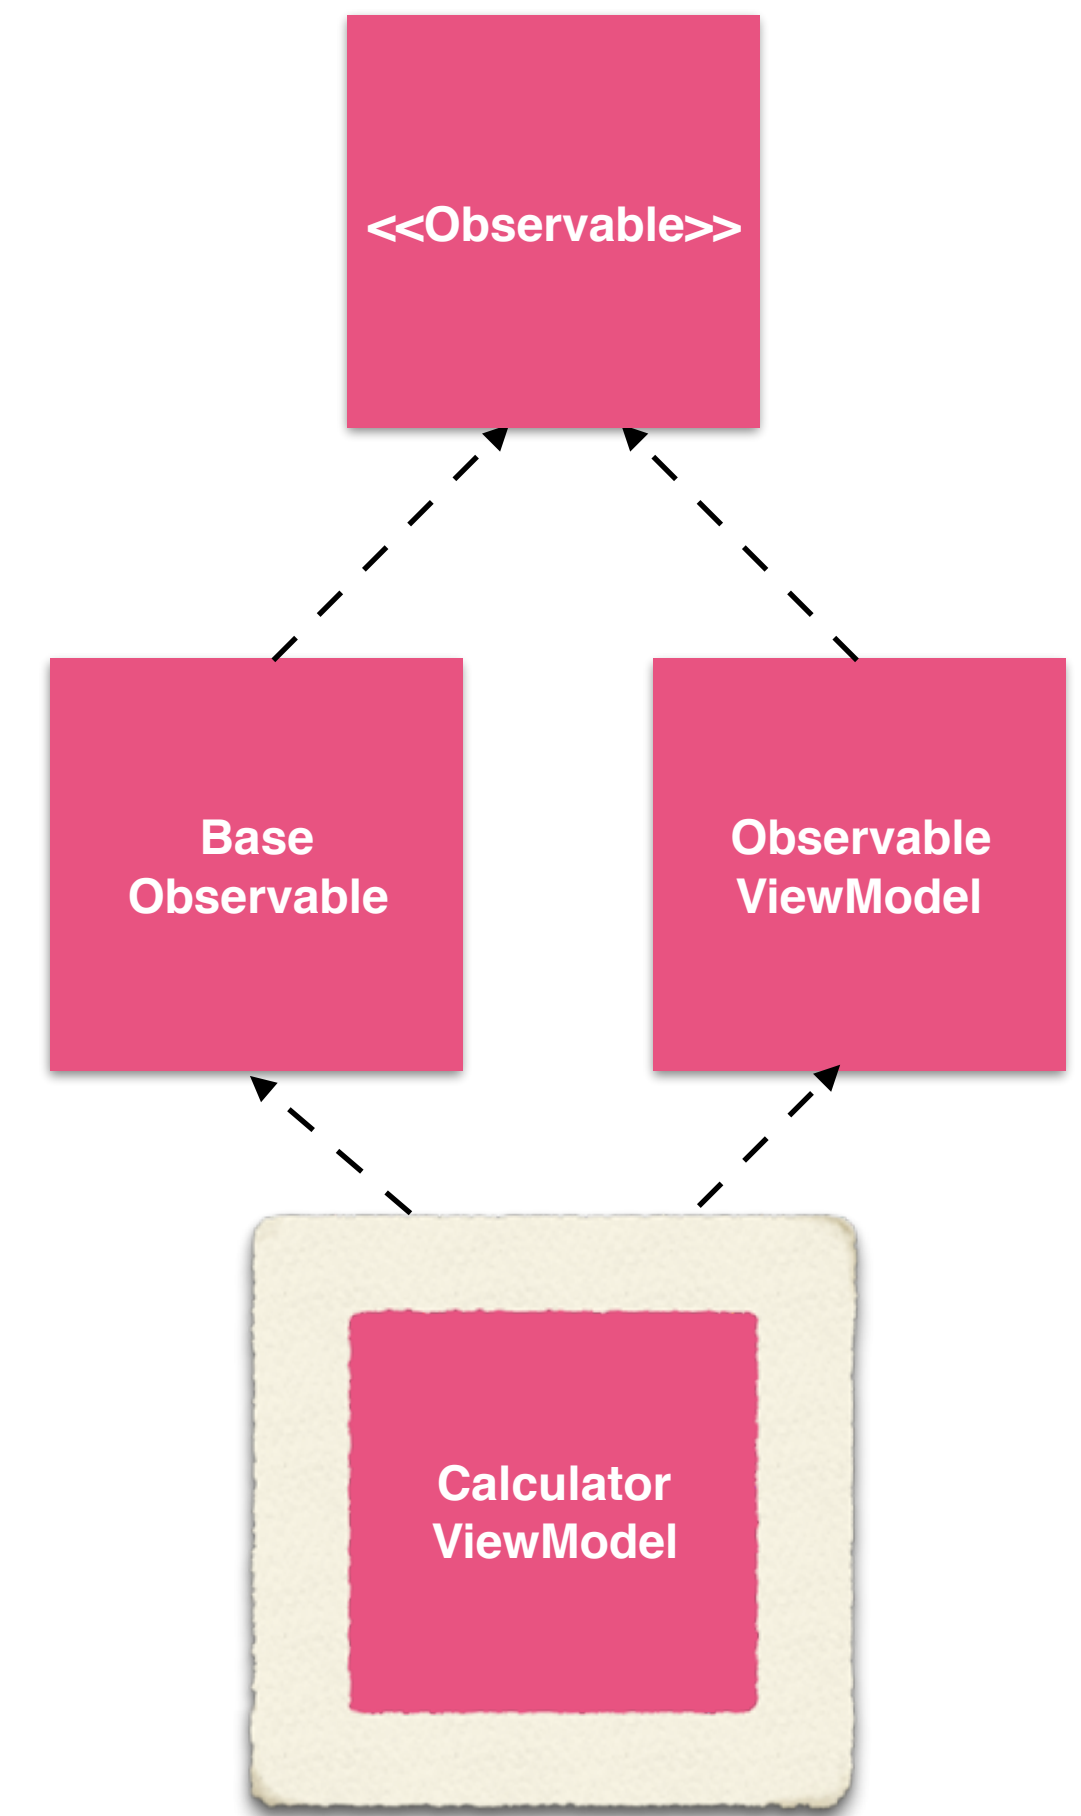 <<Observable>>
Base
Observable
Observable
ViewModel
Calculator
ViewModel